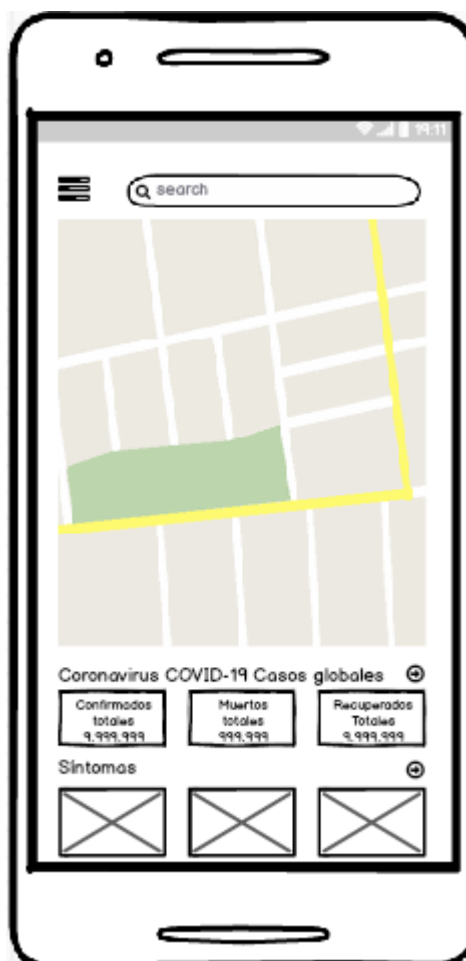 19:11
search
Coronavirus COVID-19 Casos globales
Confirmados
totales
9.999.999
Muertos
totales
999.999
Recuperados
Totales
9.999.999
Síntomas